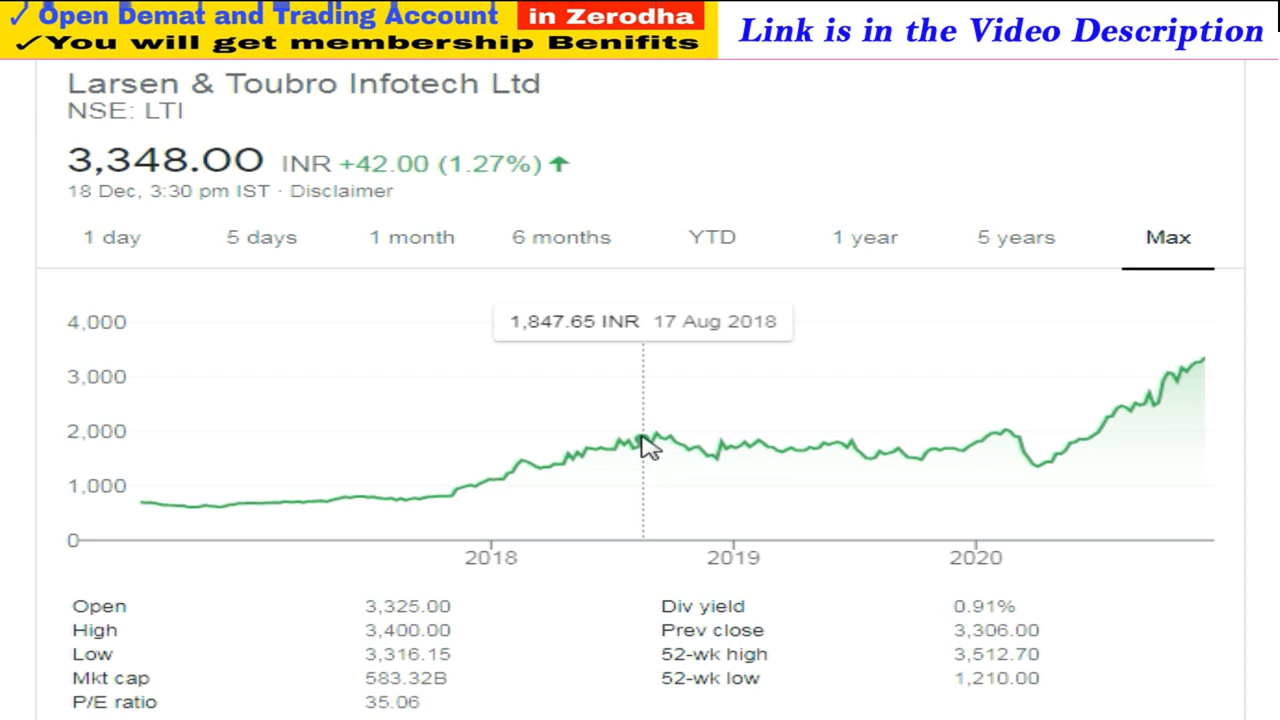 ✓ Open Demat and Trading Account in Zerodha
✓You will get membership Benifits
Link is in the Video Description
Larsen & Toubro Infotech Ltd
NSE: LTI
3,348.00 INR +42.00 (1.27%)↑
18 Dec, 3:30 pm IST · Disclaimer
1 day 5 days 1 month 6 months YTD 1 year 5 years Max
1,847.65 INR 17 Aug 2018
4,000
3,000
2,000
1,000
0
2018 2019 2020
Open 3,325.00 Div yield 0.91%
High 3,400.00 Prev close 3,306.00
Low 3,316.15 52-wk high 3,512.70
Mkt cap 583.32B 52-wk low 1,210.00
P/E ratio 35.06